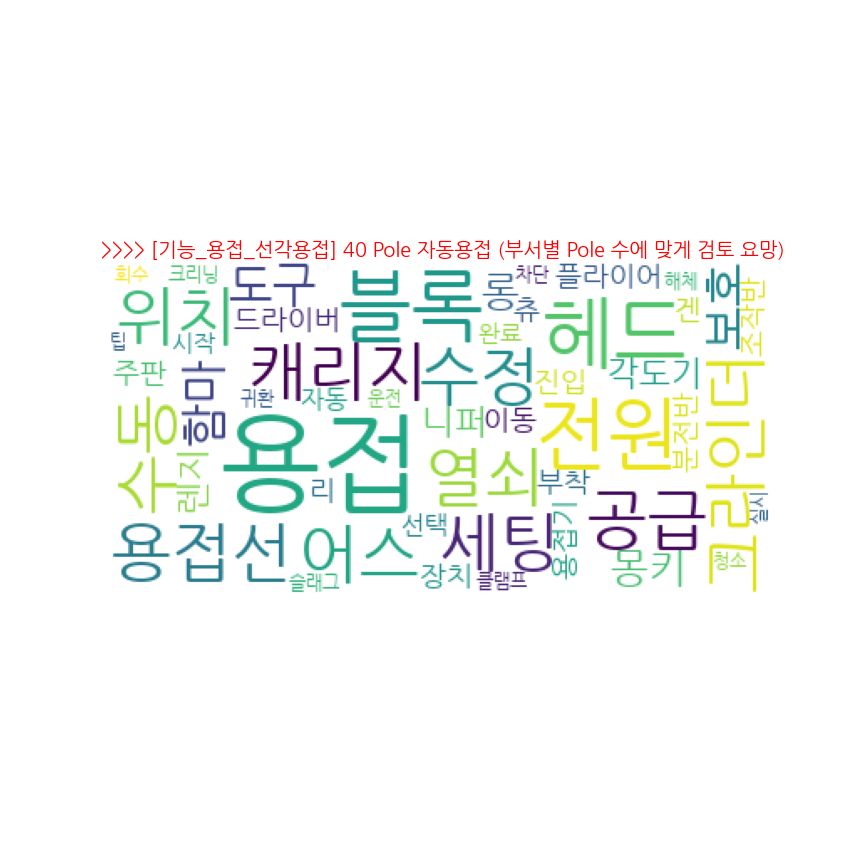 >>>> [기능_용접_선각용접] 40 Pole 자동용접 (부서별 Pole 수에 맞게 검토 요망)
회수
크리닝
도구
블록
롱
차단
플라이어
해체
보호
조작반
위치
드라이버
츄
헤드
겐
팁
시작
완료
주판
함마
캐리지
수정
진입
각도기
그라인더
귀환
자동
운전
수동
용접
니퍼
이동
전원
분전반
렌지
리
열쇠
부착
실시
용접선
어스
선택
세팅
용접기
공급
슬래그
장치
클램프
몽키
청소